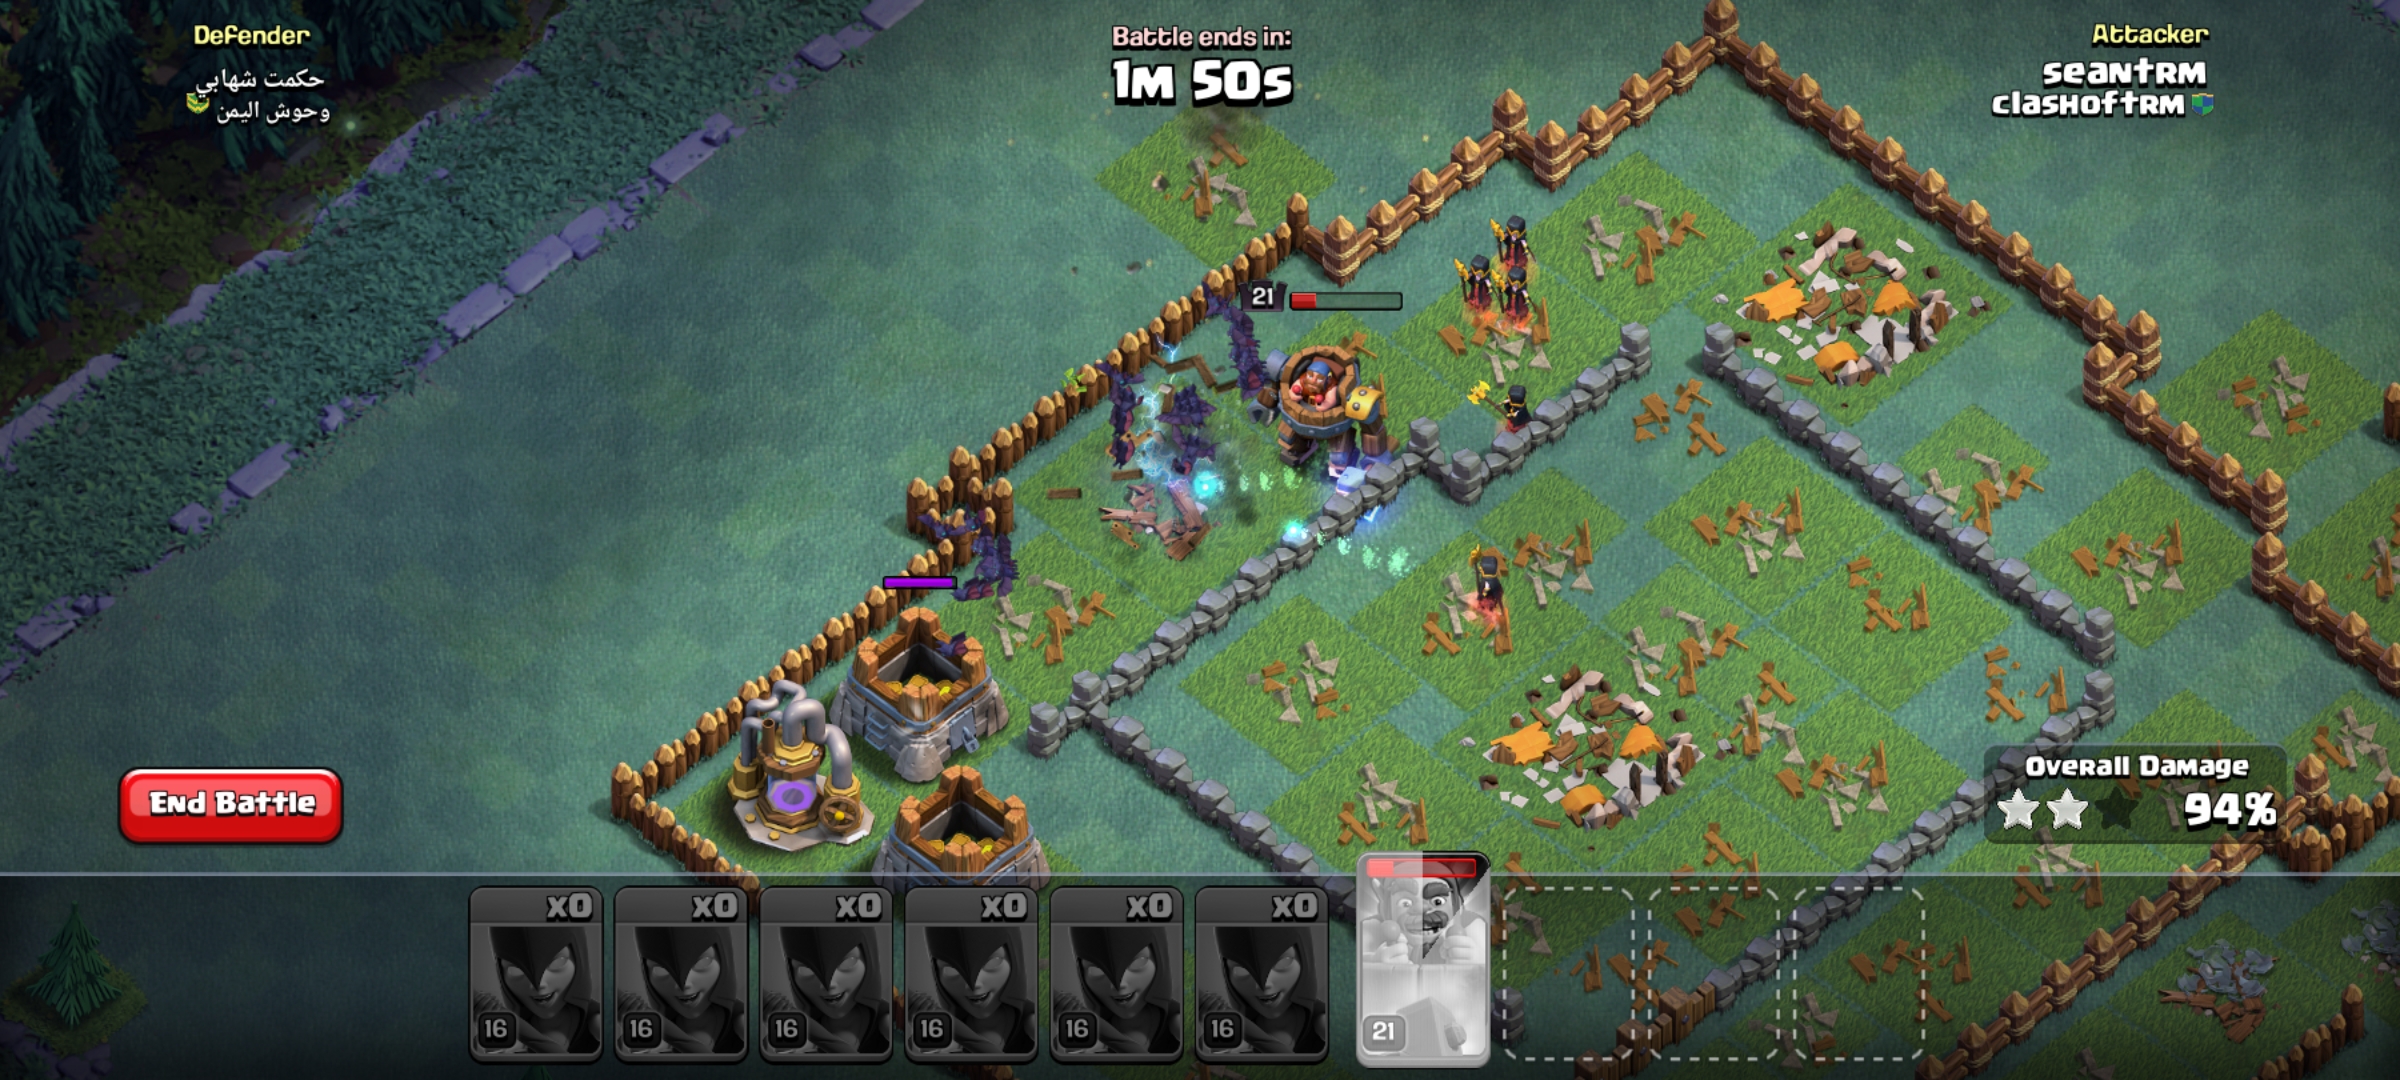 Defender
حكمت شهابي
وحوش اليمن
Battle ends in:
1M 50s
Attacker
seantrm
clashoftrm
21
End Battle
Overall Damage
94%
x0
x0
x0
x0
x0
x0
16
16
16
16
16
16
21